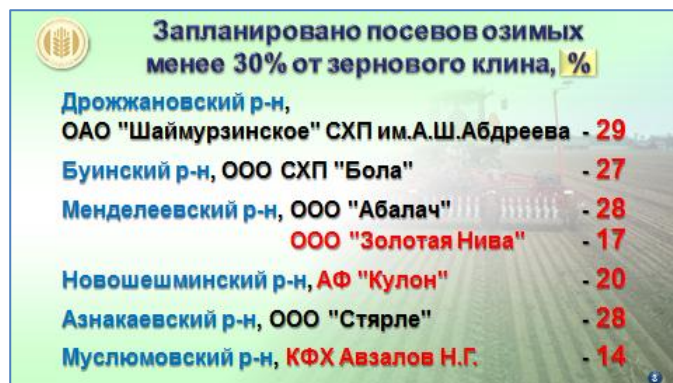 Запланировано посевов озимых
менее 30% от зернового клина, %
Дрожжановский р-н,
ОАО "Шаймурзинское" СХП им.А.Ш.Абдреева - 29
Буинский р-н, ООО СХП "Бола" - 27
Менделеевский р-н, ООО "Абалач" - 28
ООО "Золотая Нива" - 17
Новошешминский р-н, АФ "Кулон" - 20
Азнакаевский р-н, ООО "Стярле" - 28
Муслюмовский р-н, КФХ Авзалов Н.Г. - 14